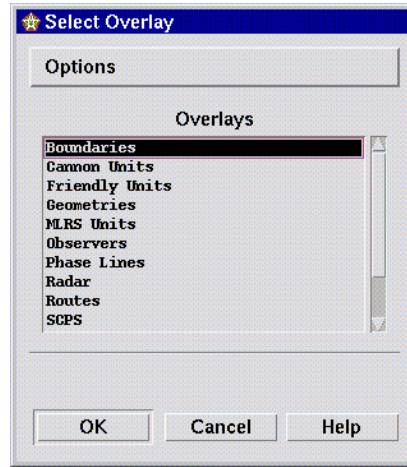 Select Overlay
Options
Overlays
Boundaries
Cannon Units
Friendly Units
Geometries
MLRS Units
Observers
Phase Lines
Radar
Routes
SCPS
OK Cancel Help